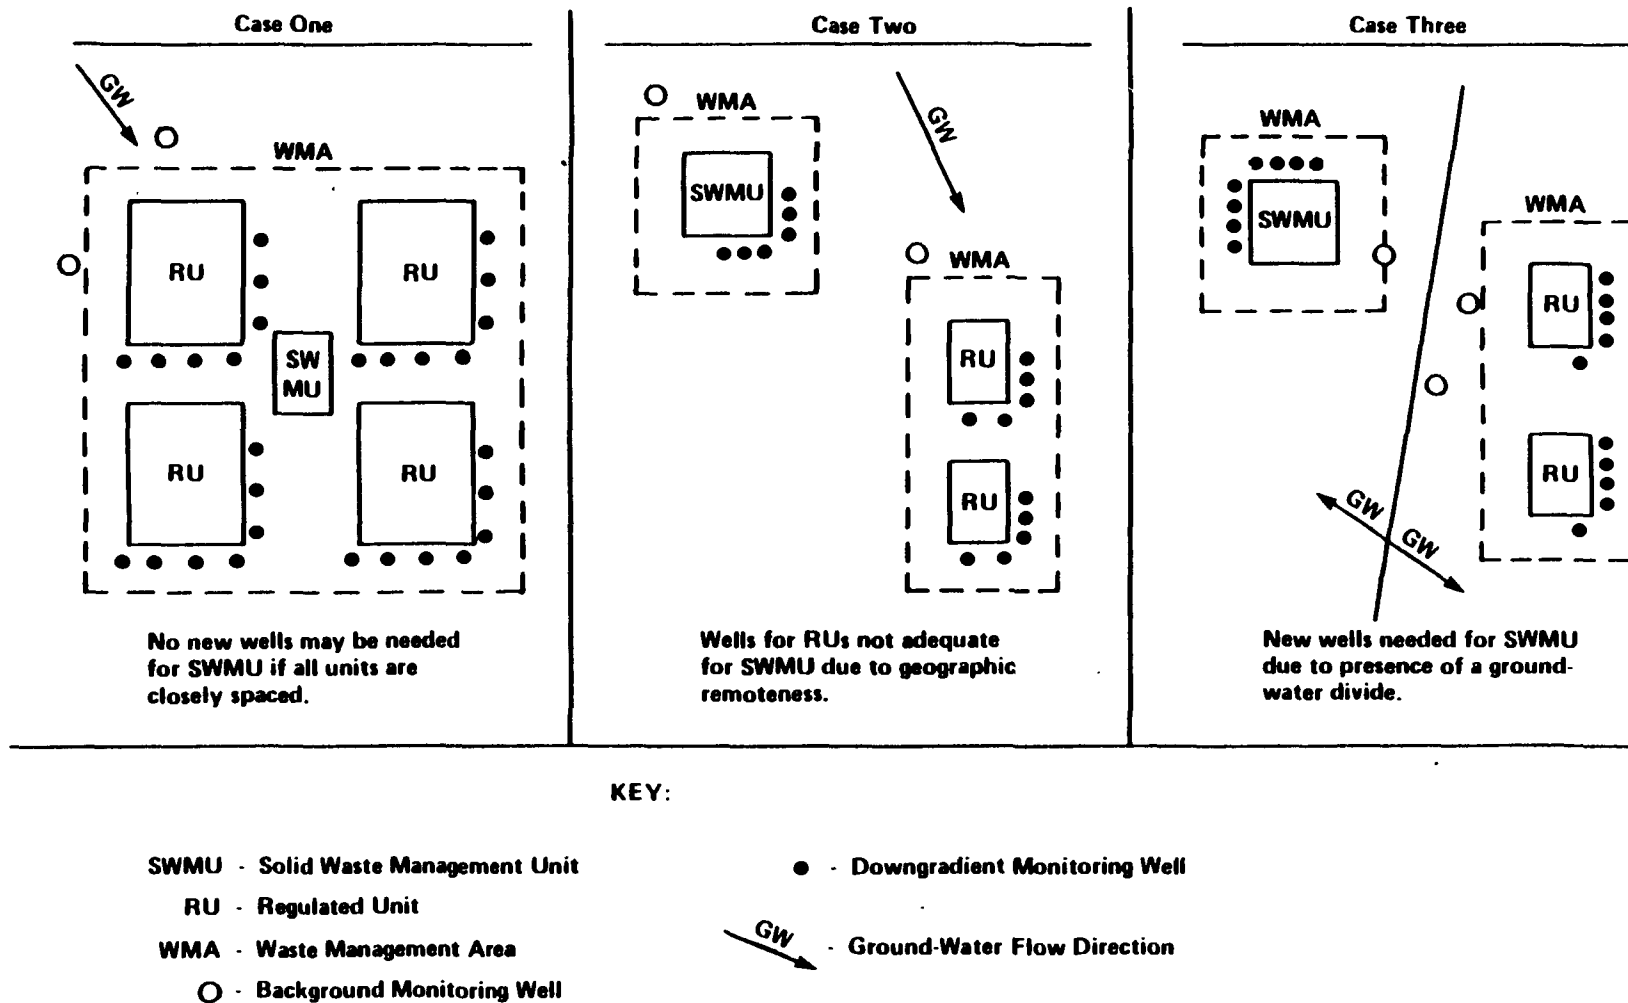 Case One
GW
WMA
RU
RU
SW
MU
RU
RU
No new wells may be needed
for SWMU if all units are
closely spaced.
Case Two
WMA
GW
SWMU
WMA
RU
RU
Wells for RUs not adequate
for SWMU due to geographic
remoteness.
Case Three
WMA
SWMU
WMA
RU
RU
GW
GW
New wells needed for SWMU
due to presence of a ground-
water divide.
KEY:
SWMU - Solid Waste Management Unit
RU - Regulated Unit
WMA - Waste Management Area
- Background Monitoring Well
- Downgradient Monitoring Well
GW - Ground-Water Flow Direction